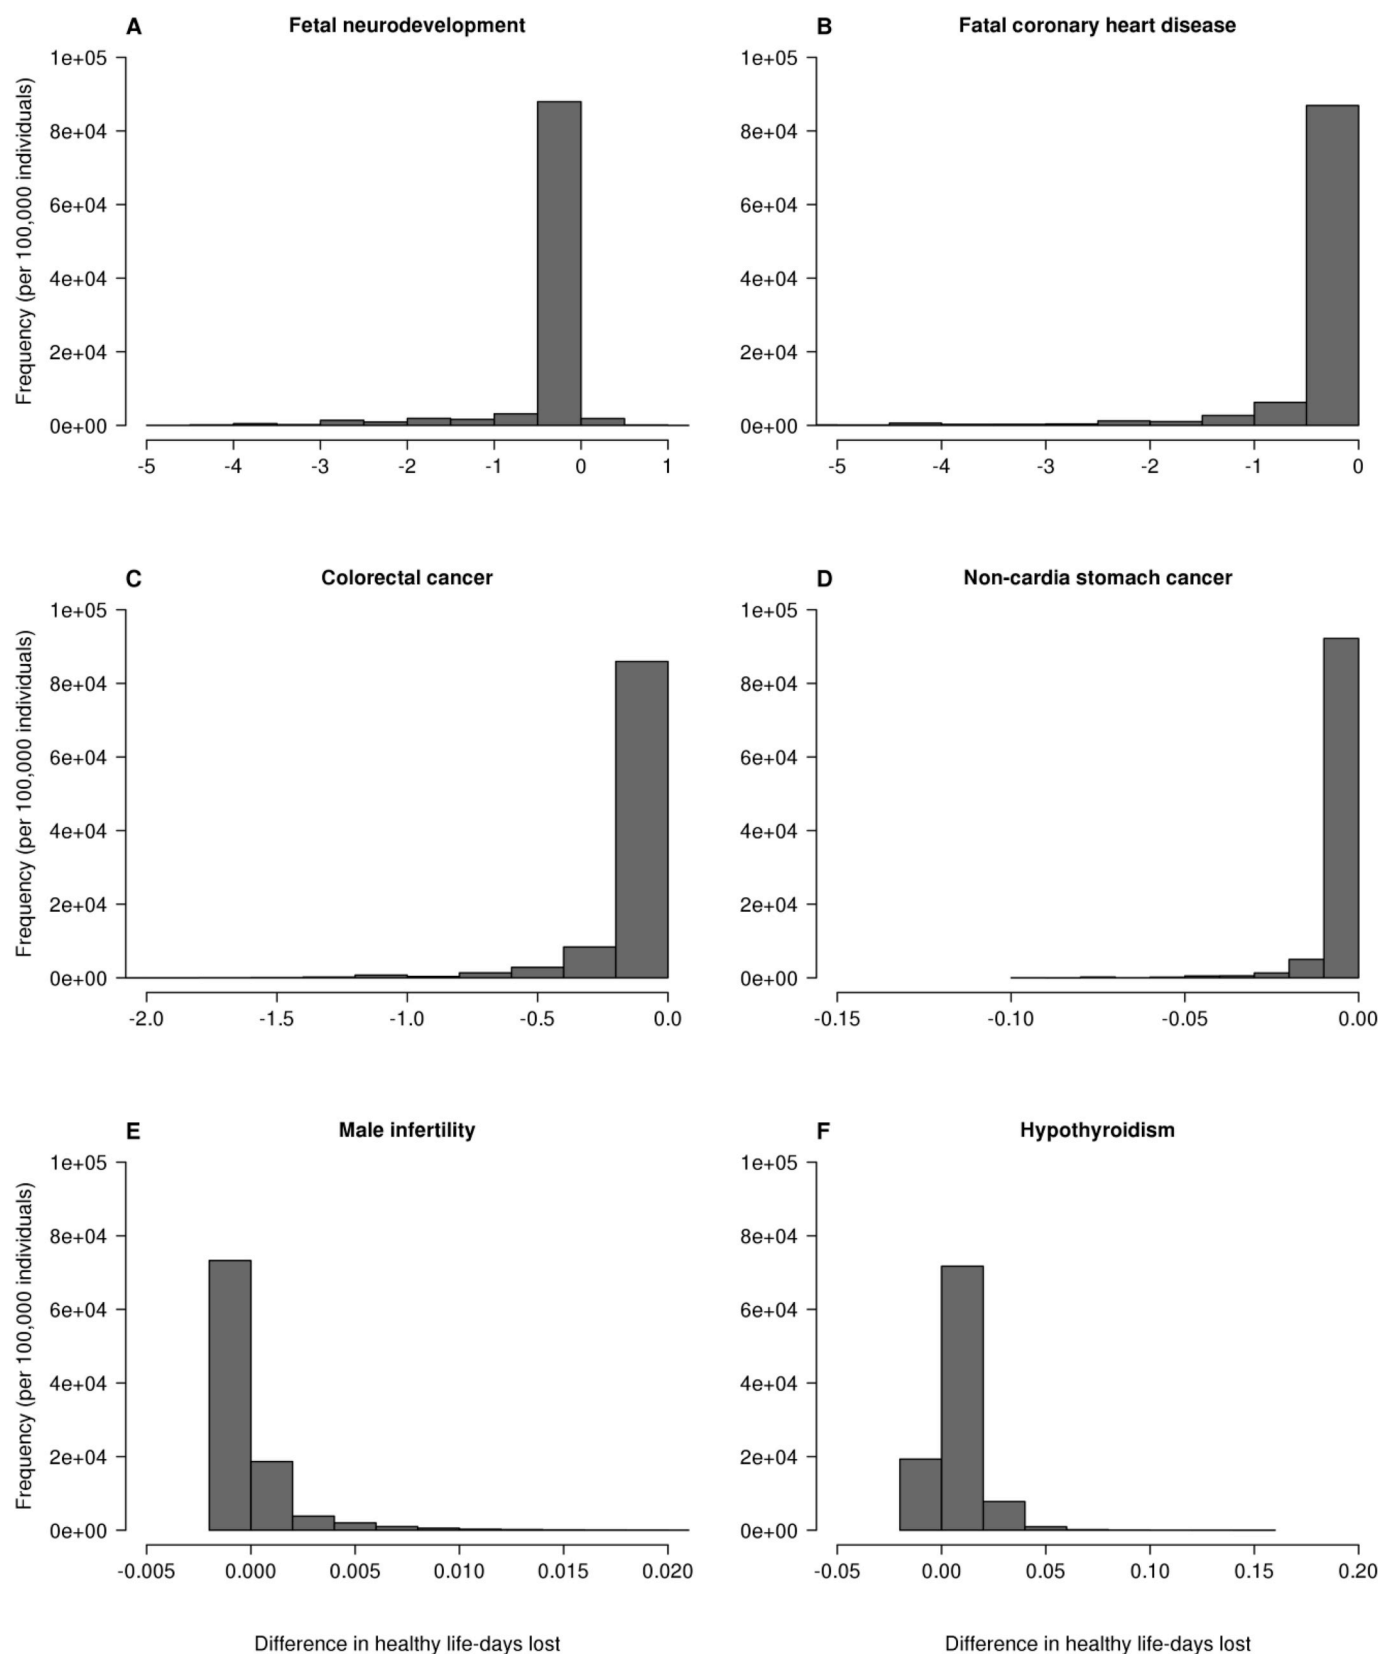 A Fetal neurodevelopment
Frequency (per 100,000 individuals)
1e+05
8e+04
6e+04
4e+04
2e+04
0e+00
-5 -4 -3 -2 -1 0 1
B Fatal coronary heart disease
1e+05
8e+04
6e+04
4e+04
2e+04
0e+00
-5 -4 -3 -2 -1 0
C Colorectal cancer
Frequency (per 100,000 individuals)
1e+05
8e+04
6e+04
4e+04
2e+04
0e+00
-2.0 -1.5 -1.0 -0.5 0.0
D Non-cardia stomach cancer
1e+05
8e+04
6e+04
4e+04
2e+04
0e+00
-0.15 -0.10 -0.05 0.00
E Male infertility
Frequency (per 100,000 individuals)
1e+05
8e+04
6e+04
4e+04
2e+04
0e+00
-0.005 0.000 0.005 0.010 0.015 0.020
Difference in healthy life-days lost
F Hypothyroidism
1e+05
8e+04
6e+04
4e+04
2e+04
0e+00
-0.05 0.00 0.05 0.10 0.15 0.20
Difference in healthy life-days lost